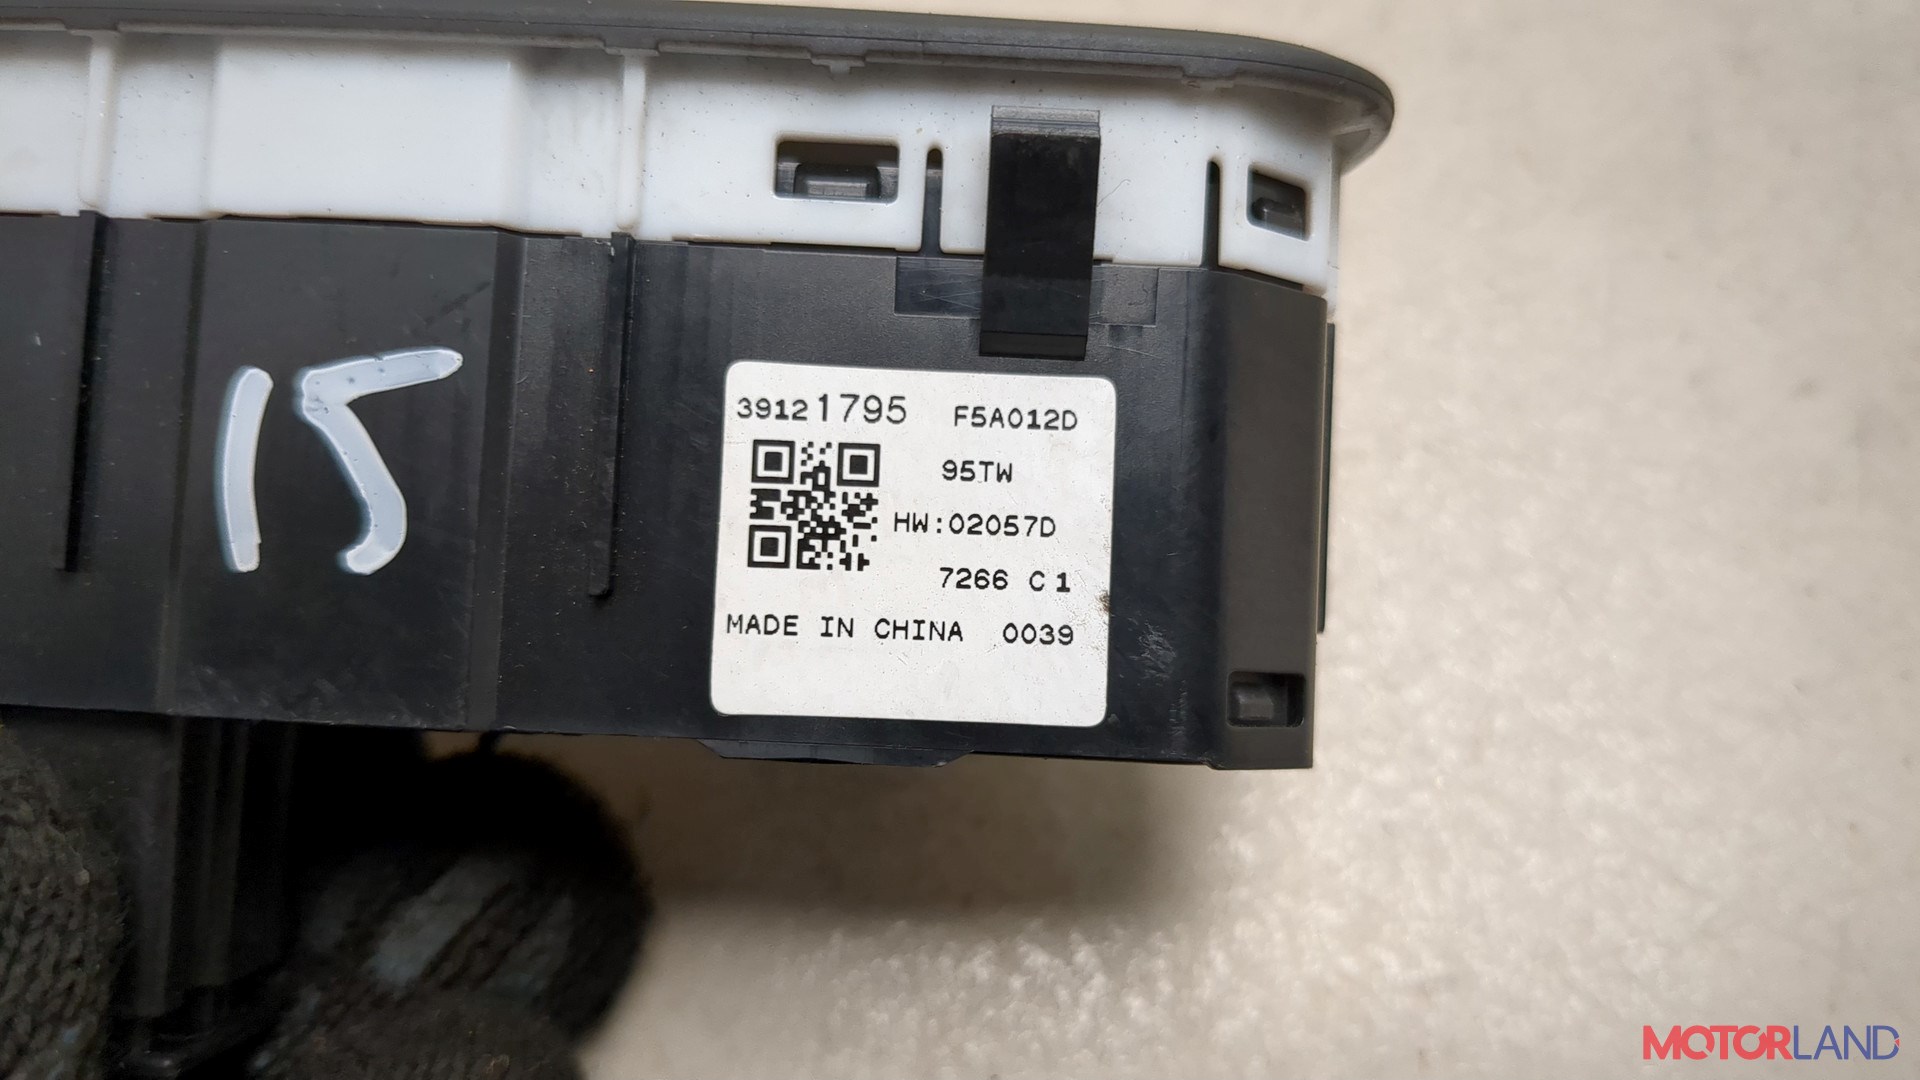 15
39121795 F5A012D
95TW
HW:02057D
7266 C1
MADE IN CHINA 0039
MOTORLAND